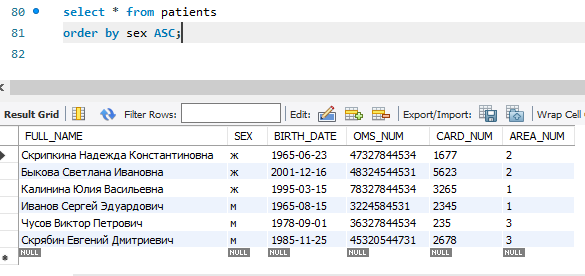 80 select * from patients
81 order by sex ASC;
82
Result Grid Filter Rows: Edit: Export/Import: Wrap Cell
FULL_NAME SEX BIRTH_DATE OMS_NUM CARD_NUM AREA_NUM
Скрипкина Надежда Константиновна ж 1965-06-23 47327844534 1677 2
Быкова Светлана Ивановна ж 2001-12-16 48324544531 5623 2
Калинина Юлия Васильевна ж 1995-03-15 78327844534 3265 1
Иванов Сергей Эдуардович м 1965-08-15 3224584531 2345 1
Чусов Виктор Петрович м 1978-09-01 36327844534 235 3
Скрябин Евгений Дмитриевич м 1985-11-25 45320544731 2678 3
NULL NULL NULL NULL NULL NULL